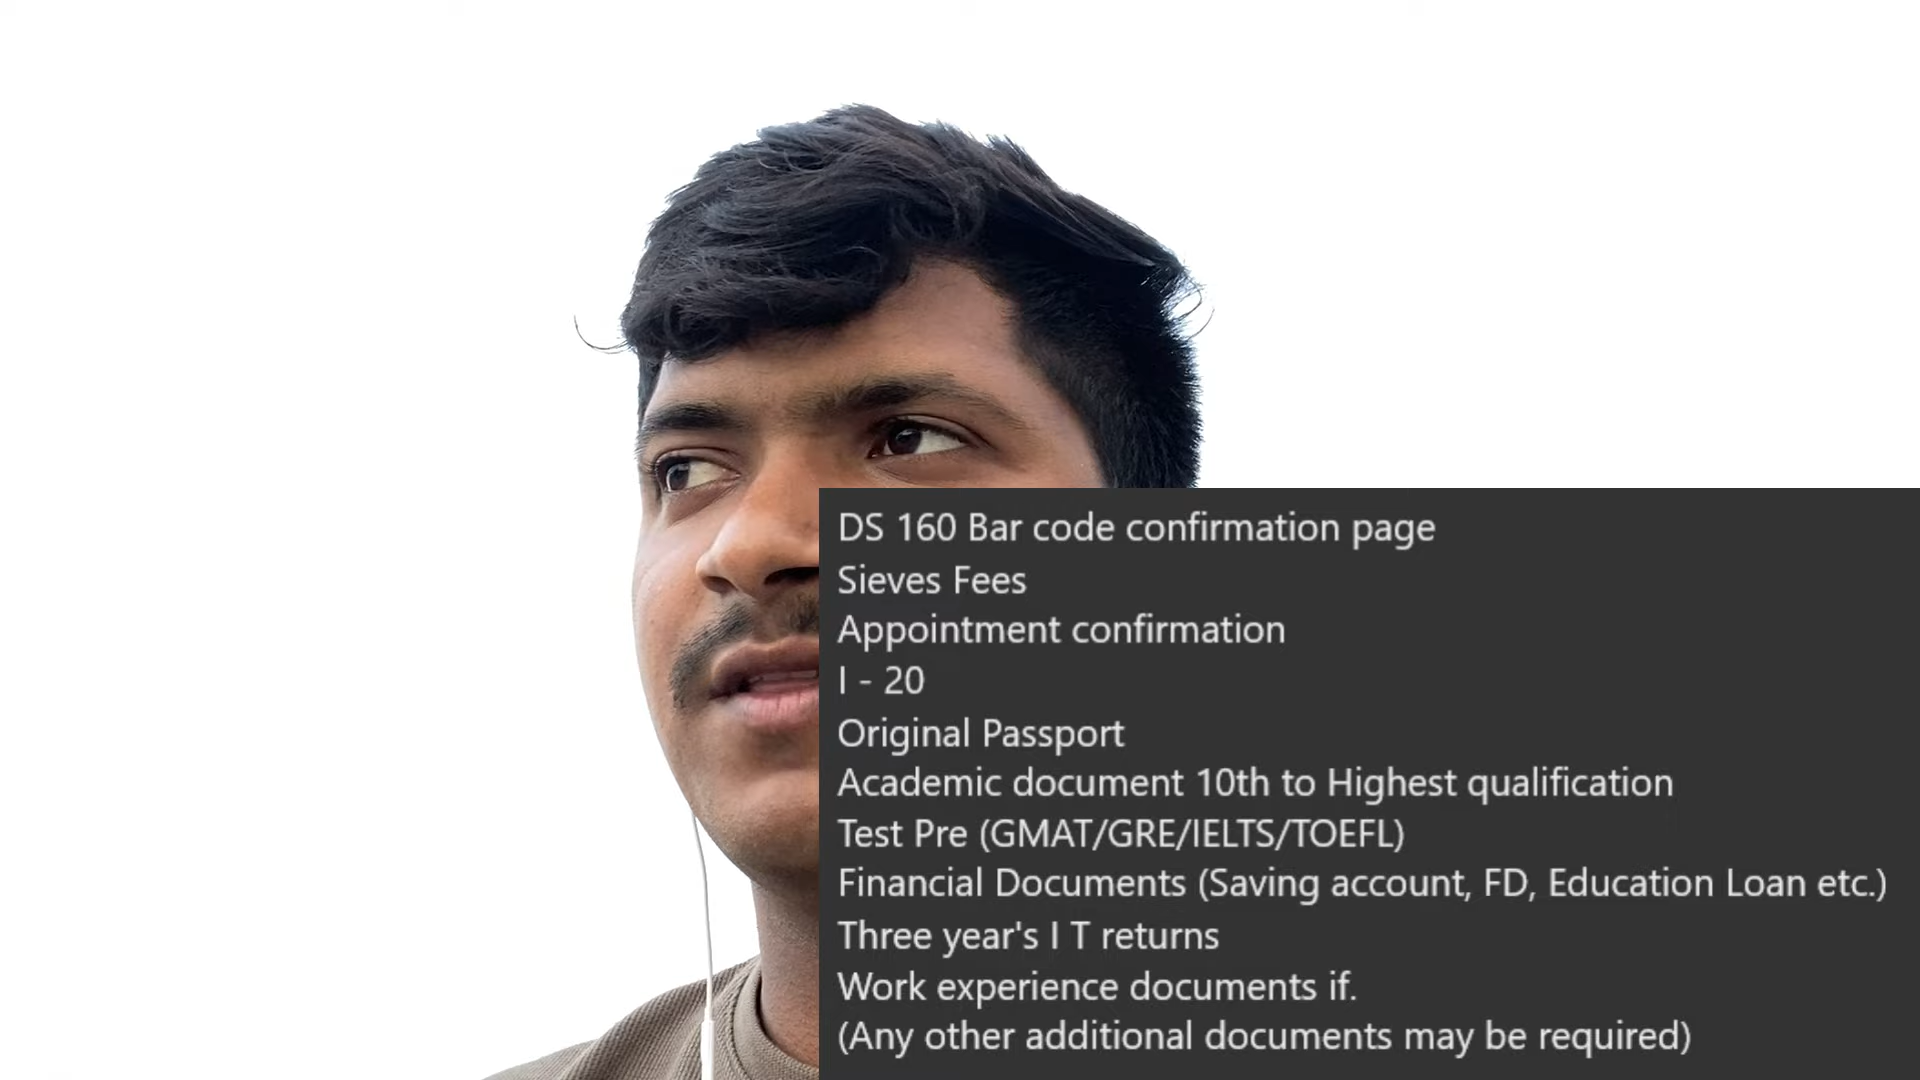 DS 160 Bar code confirmation page
Sieves Fees
Appointment confirmation
I - 20
Original Passport
Academic document 10th to Highest qualification
Test Pre (GMAT/GRE/IELTS/TOEFL)
Financial Documents (Saving account, FD, Education Loan etc.)
Three year's I T returns
Work experience documents if.
(Any other additional documents may be required)